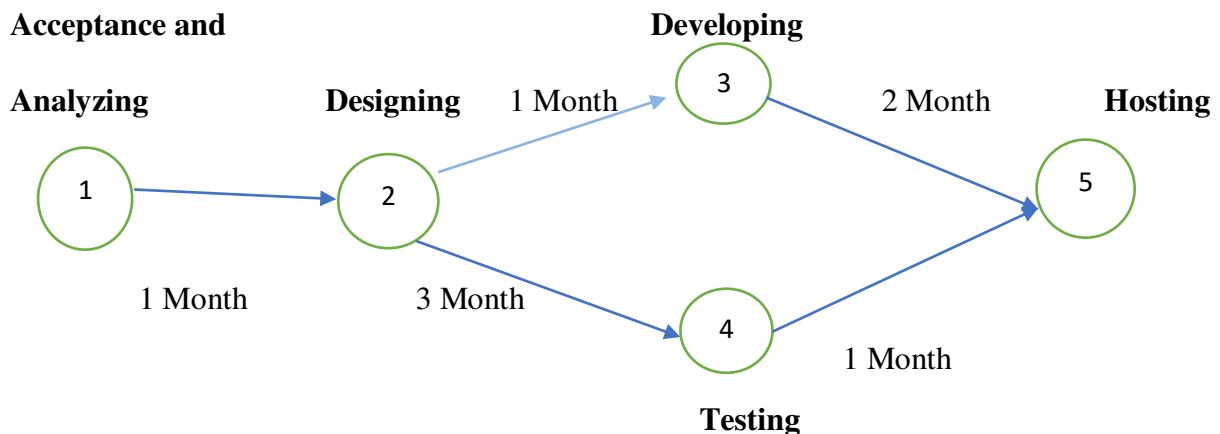 Acceptance and Developing
Analyzing Designing 1 Month 3 2 Month Hosting
1 2 5
1 Month 3 Month 4 1 Month
Testing